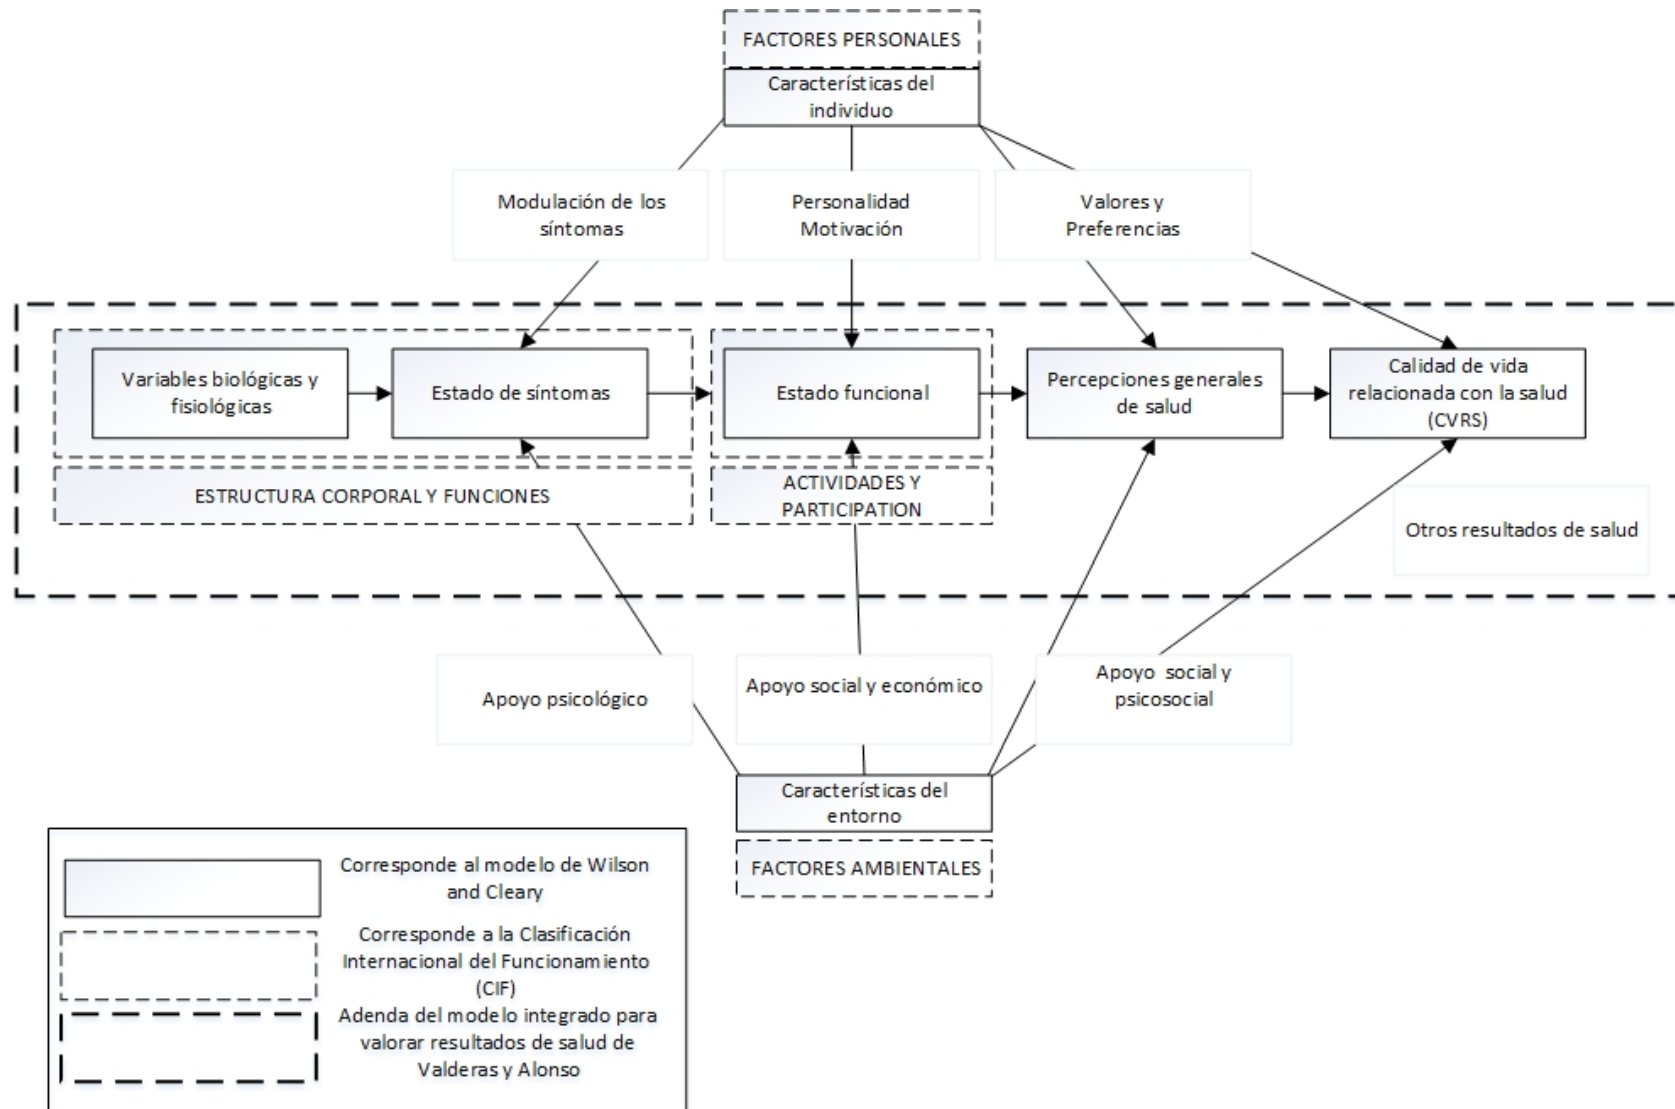 FACTORES PERSONALES
Características del
individuo
Modulación de los
síntomas
Personalidad
Motivación
Valores y
Preferencias
Variables biológicas y
fisiológicas
Estado de síntomas
Estado funcional
Percepciones generales
de salud
Calidad de vida
relacionada con la salud
(CVRS)
ESTRUCTURA CORPORAL Y FUNCIONES
ACTIVIDADES Y
PARTICIPATION
Otros resultados de salud
Apoyo psicológico
Apoyo social y económico
Apoyo social y
psicosocial
Características del
entorno
FACTORES AMBIENTALES
Corresponde al modelo de Wilson
and Cleary
Corresponde a la Clasificación
Internacional del Funcionamiento
(CIF)
Adenda del modelo integrado para
valorar resultados de salud de
Valderas y Alonso